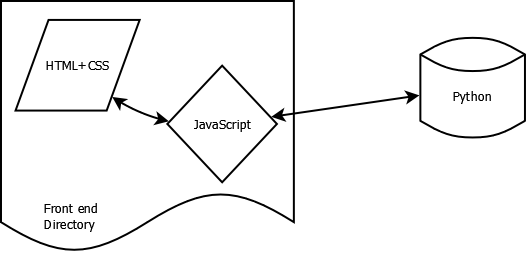 HTML+CSS
JavaScript
Python
Front end
Directory